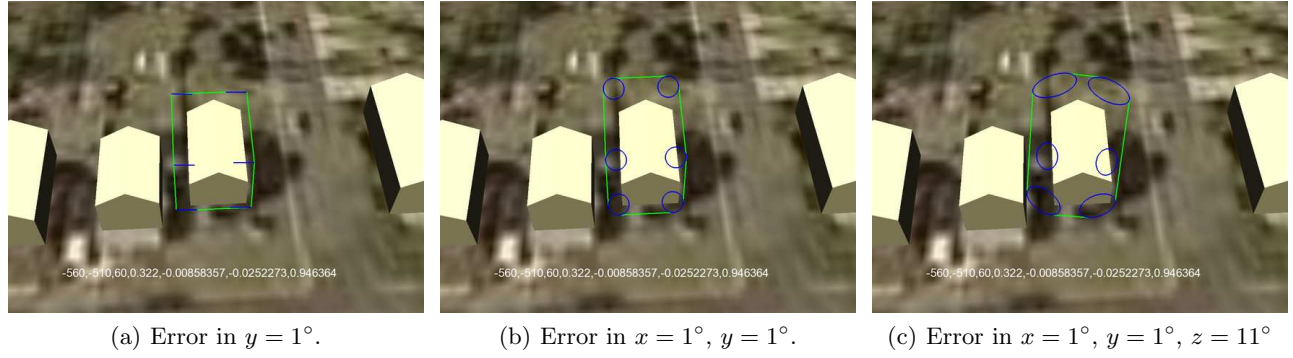 -560,-510,60,0.322,-0.00858357,-0.0252273,0.946364
-560,-510,60,0.322,-0.00858357,-0.0252273,0.946364
-560,-510,60,0.322,-0.00858357,-0.0252273,0.946364
(a) Error in y = 1°.
(b) Error in x = 1°, y = 1°.
(c) Error in x = 1°, y = 1°, z = 11°